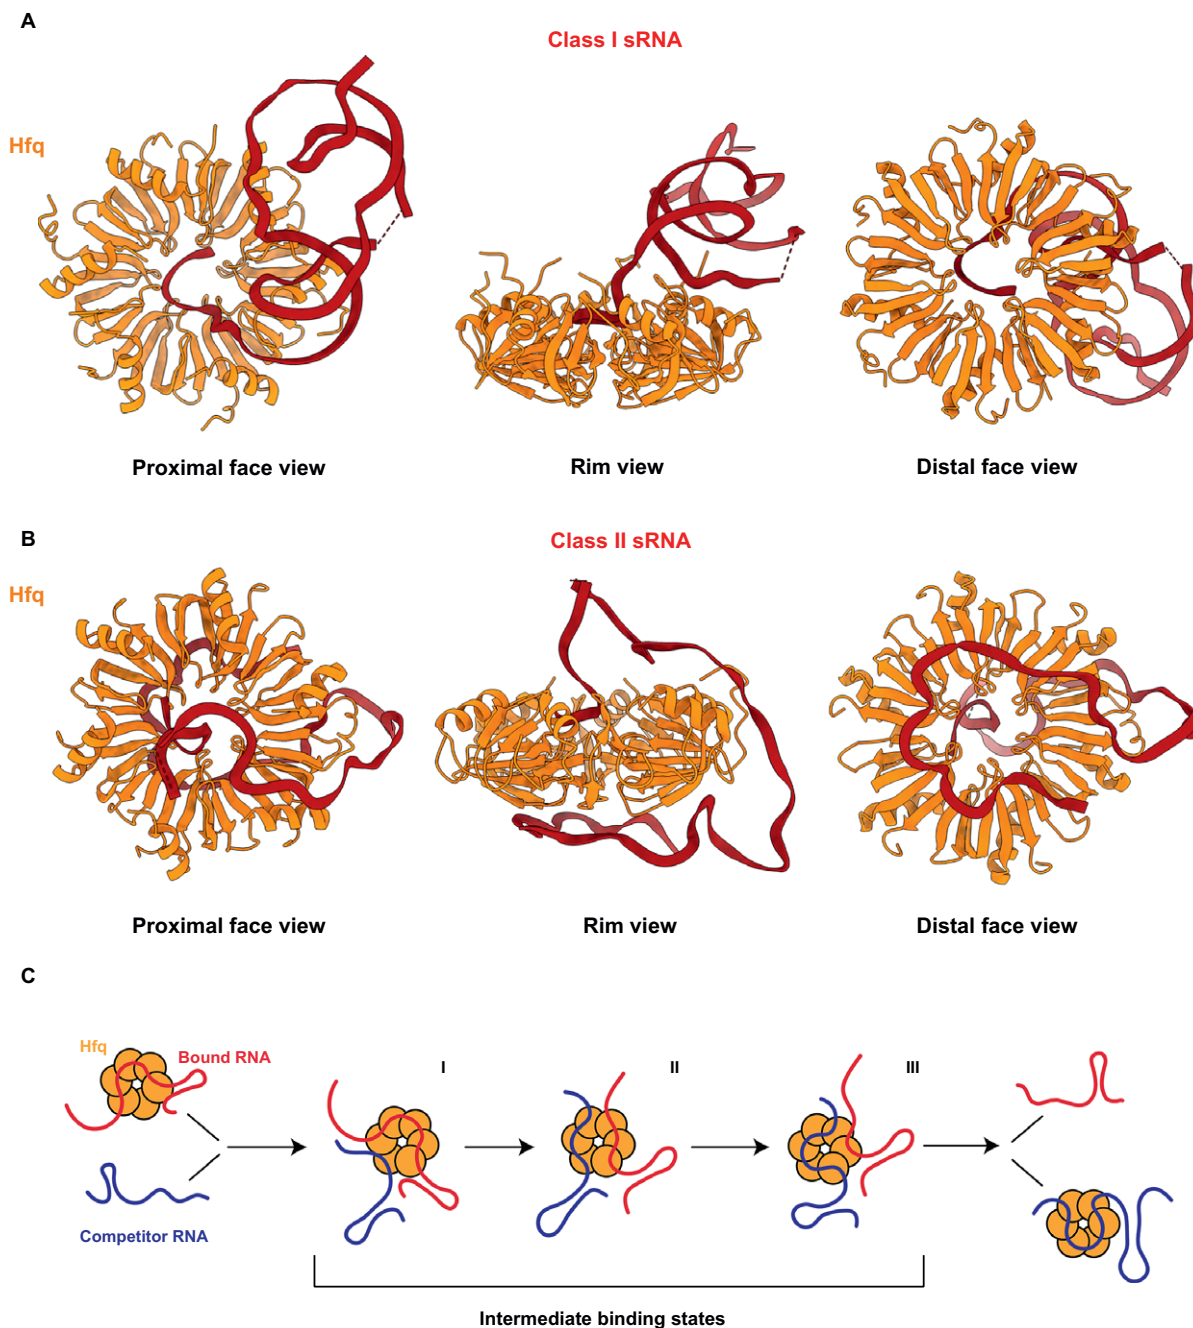 A
Class I sRNA
Hfq
Proximal face view
Rim view
Distal face view
B
Class II sRNA
Hfq
Proximal face view
Rim view
Distal face view
C
Hfq
Bound RNA
I
II
III
Competitor RNA
Intermediate binding states